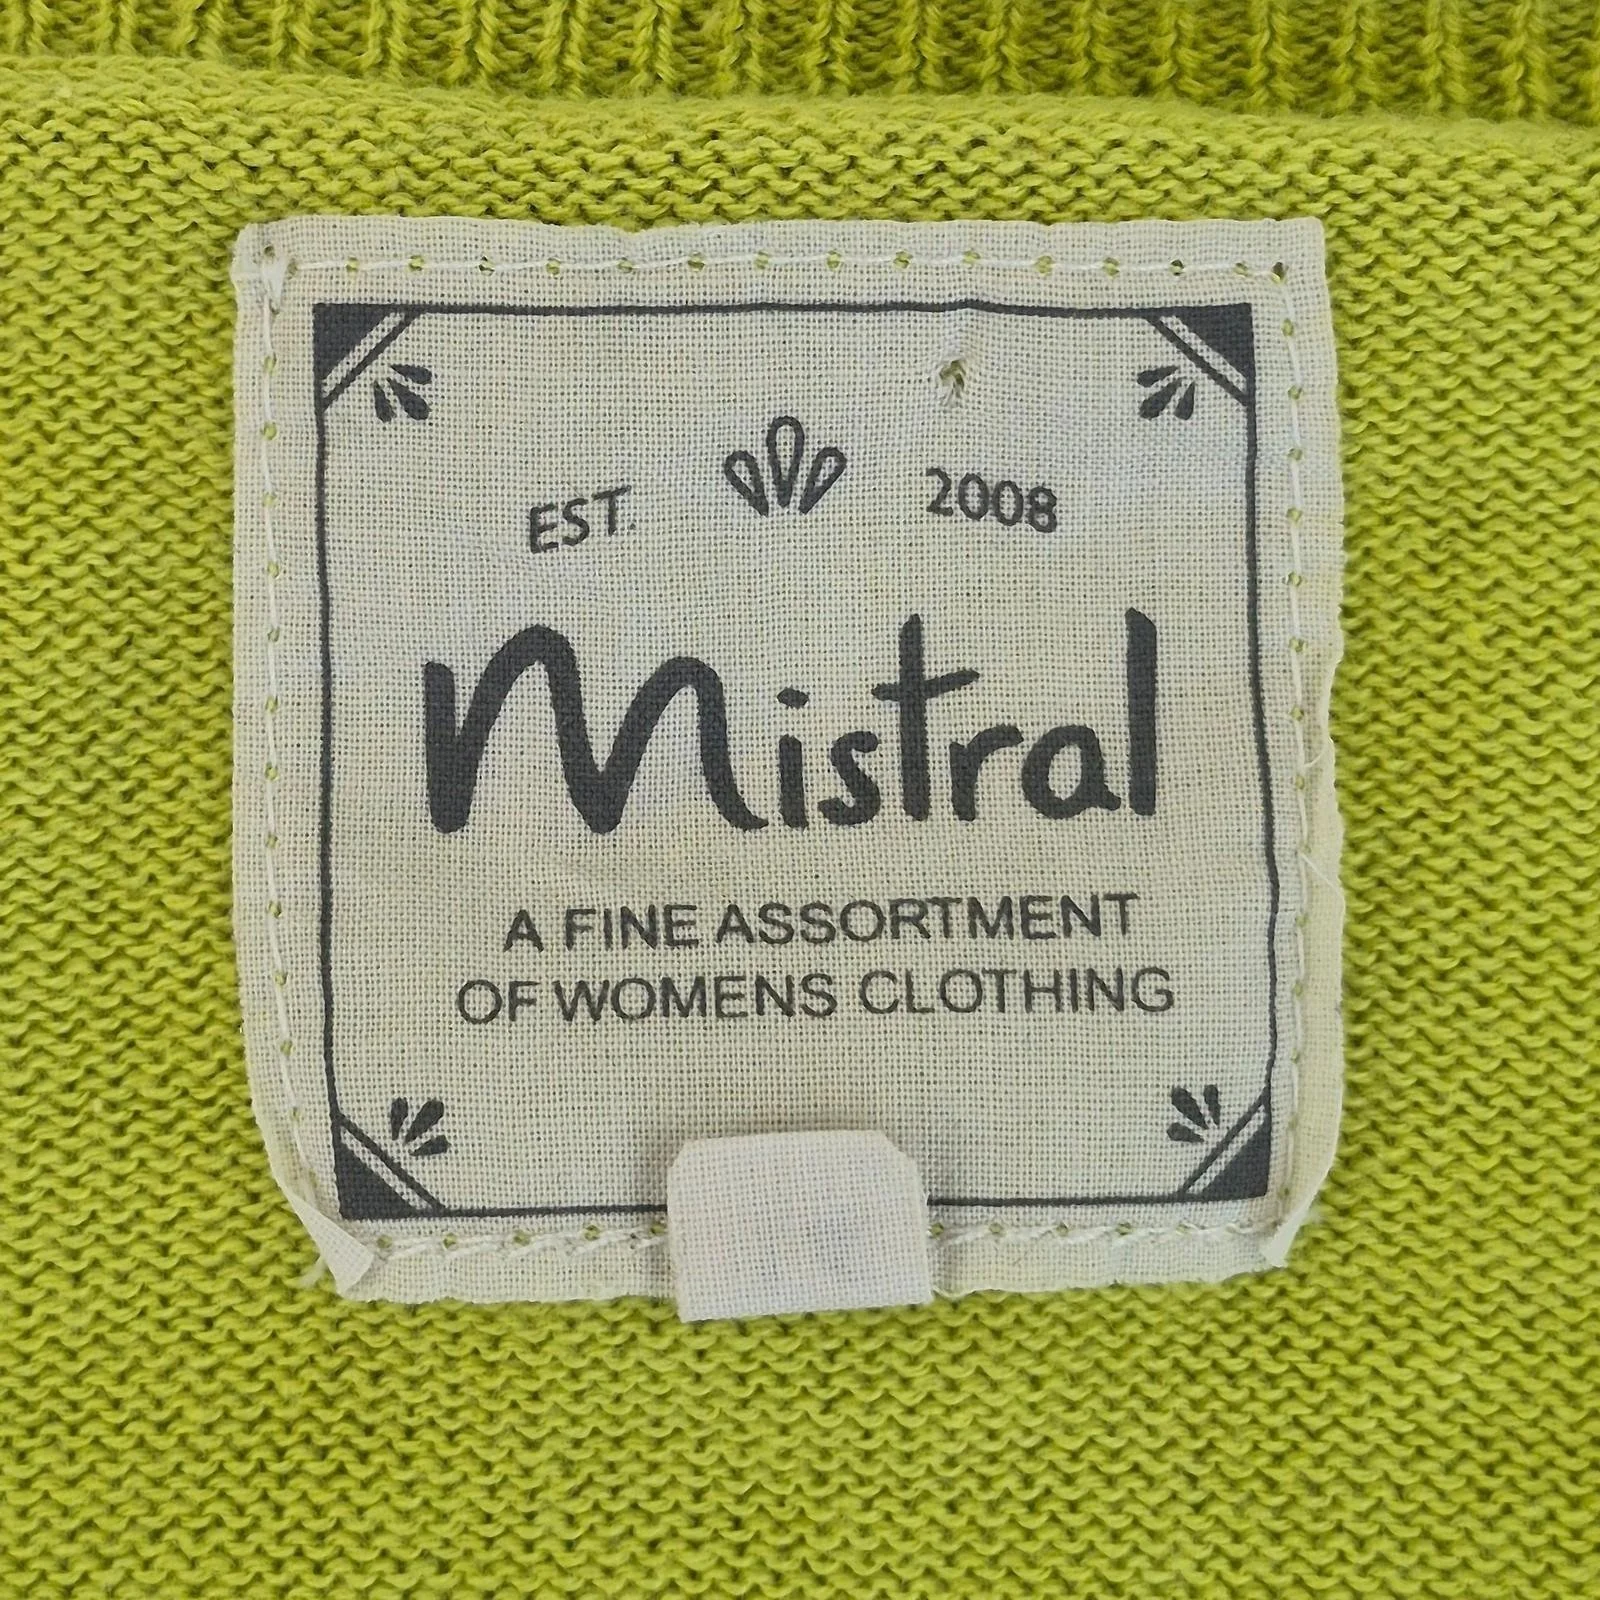 EST. 2008
Mistral
A FINE ASSORTMENT
OF WOMENS CLOTHING